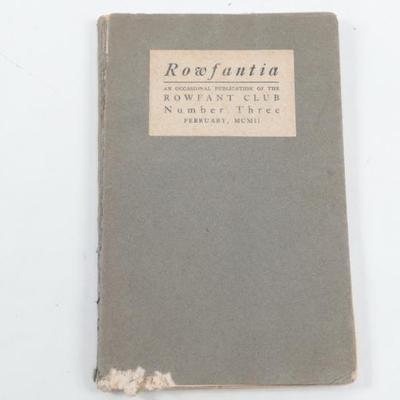 Rowfantia
AN OCCASIONAL PUBLICATION OF THE
ROWFANT CLUB
Number Three
FEBRUARY, MCMII